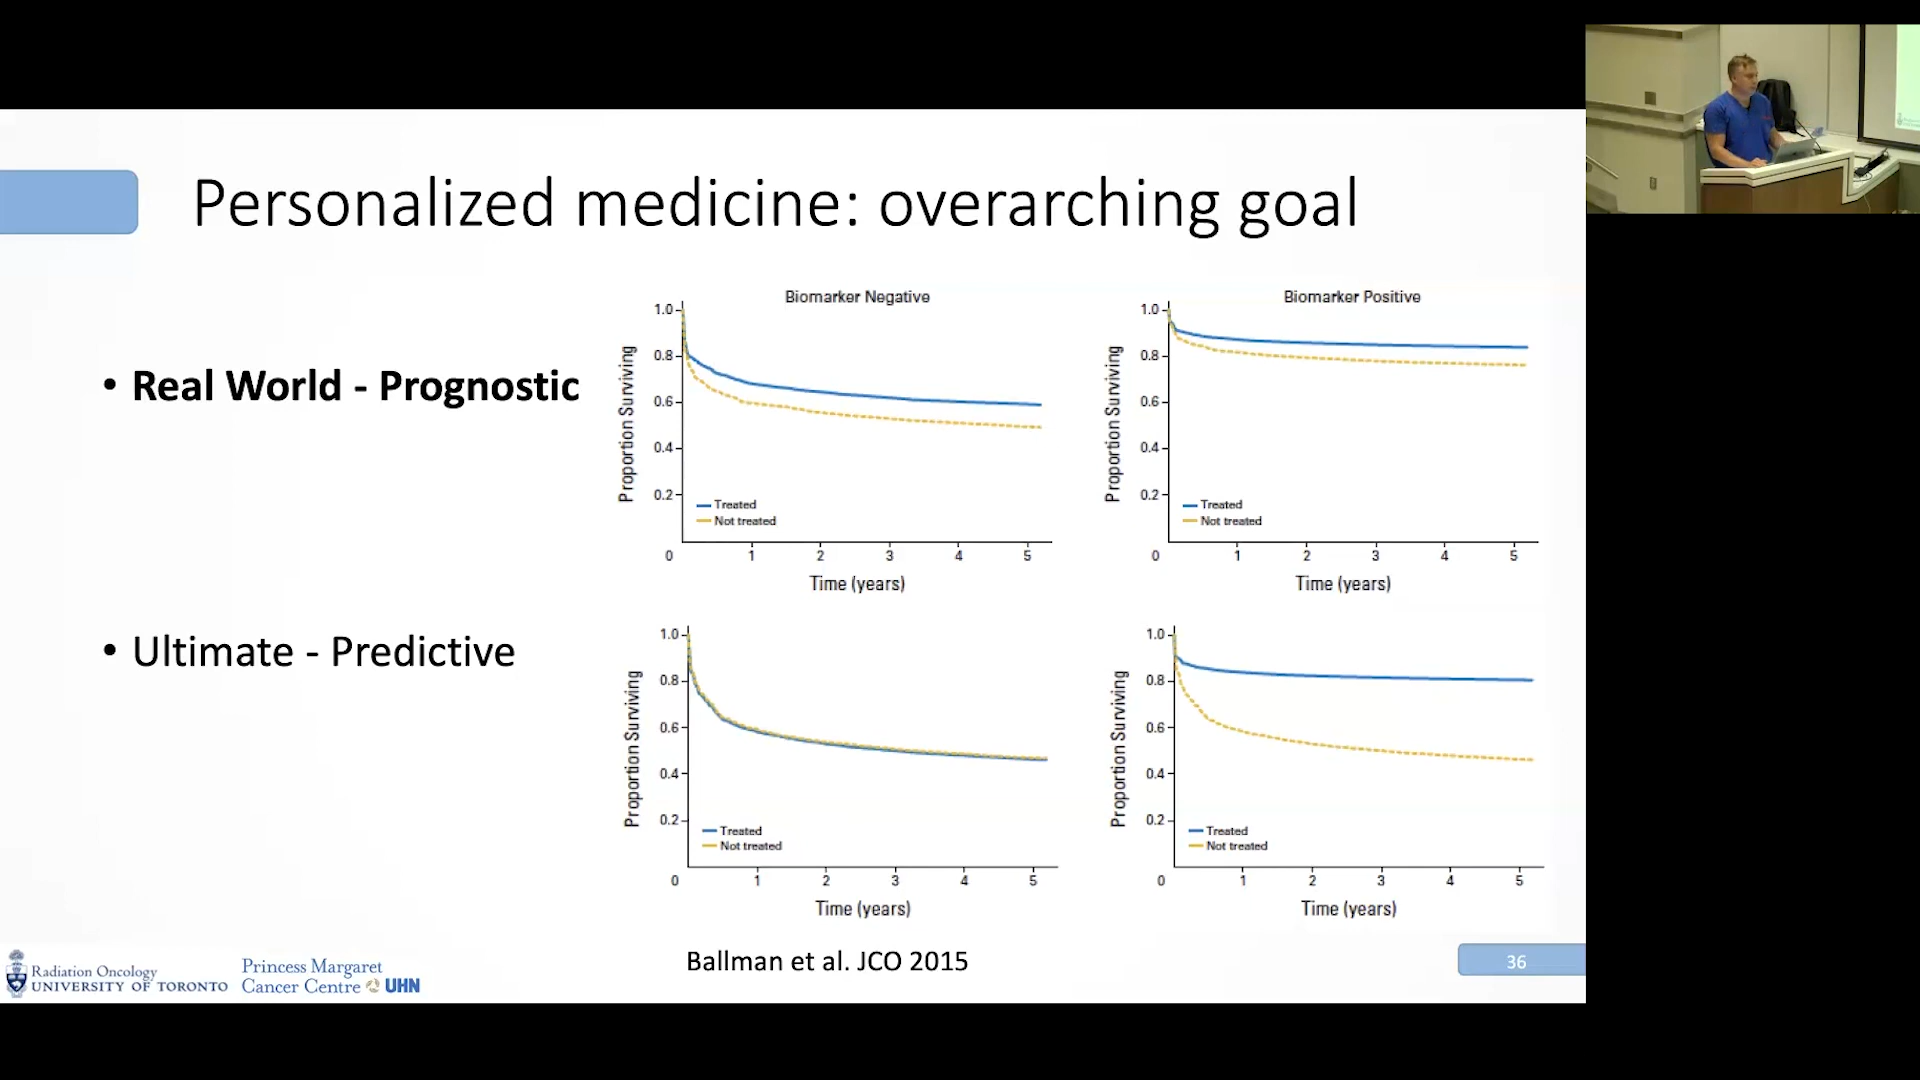 Personalized medicine: overarching goal
• Real World - Prognostic
• Ultimate - Predictive
Biomarker Negative
Proportion Surviving
1.0
0.8
0.6
0.4
0.2
Treated
Not treated
0 1 2 3 4 5
Time (years)
Biomarker Positive
Proportion Surviving
1.0
0.8
0.6
0.4
0.2
Treated
Not treated
0 1 2 3 4 5
Time (years)
Proportion Surviving
1.0
0.8
0.6
0.4
0.2
Treated
Not treated
0 1 2 3 4 5
Time (years)
Proportion Surviving
1.0
0.8
0.6
0.4
0.2
Treated
Not treated
0 1 2 3 4 5
Time (years)
Radiation Oncology
UNIVERSITY OF TORONTO
Princess Margaret
Cancer Centre UHN
Ballman et al. JCO 2015
36